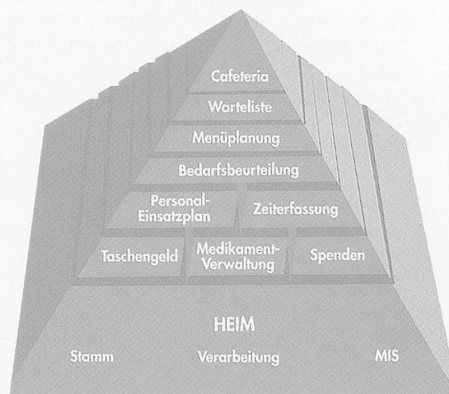 Cafeteria
Warteliste
Menüplanung
Bedarfsbeurteilung
Personal-
Einsatzplan
Zeiterfassung
Taschengeld
Medikament-
Verwaltung
Spenden
HEIM
Stamm Verarbeitung MIS